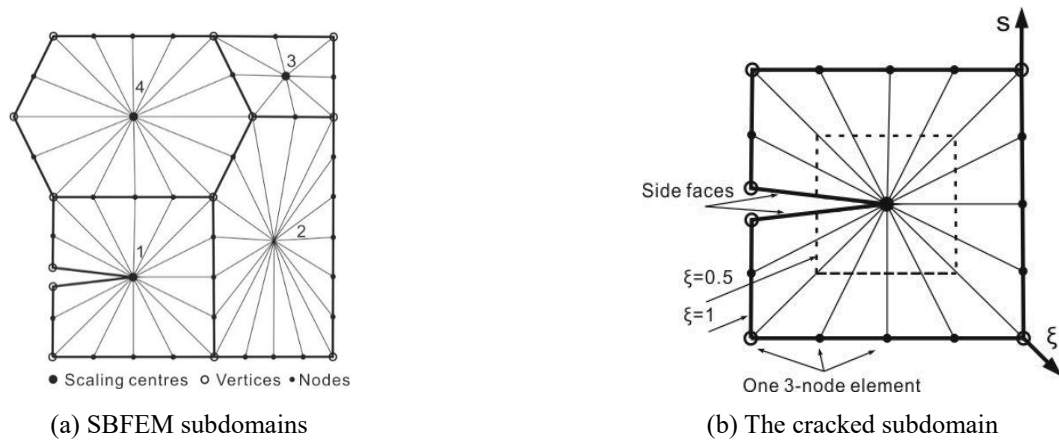 4
3
1
2
● Scaling centres ○ Vertices • Nodes
(a) SBFEM subdomains
S
Side faces
ξ=0.5
ξ=1
ξ
One 3-node element
(b) The cracked subdomain